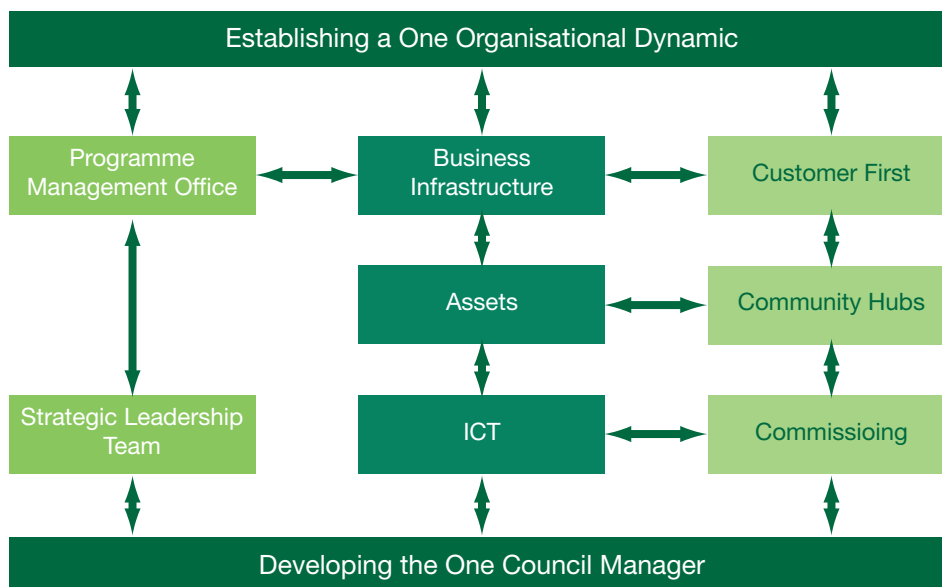 Establishing a One Organisational Dynamic
Programme
Management Office
Business
Infrastructure
Customer First
Assets
Community Hubs
Strategic Leadership
Team
ICT
Commissioing
Developing the One Council Manager